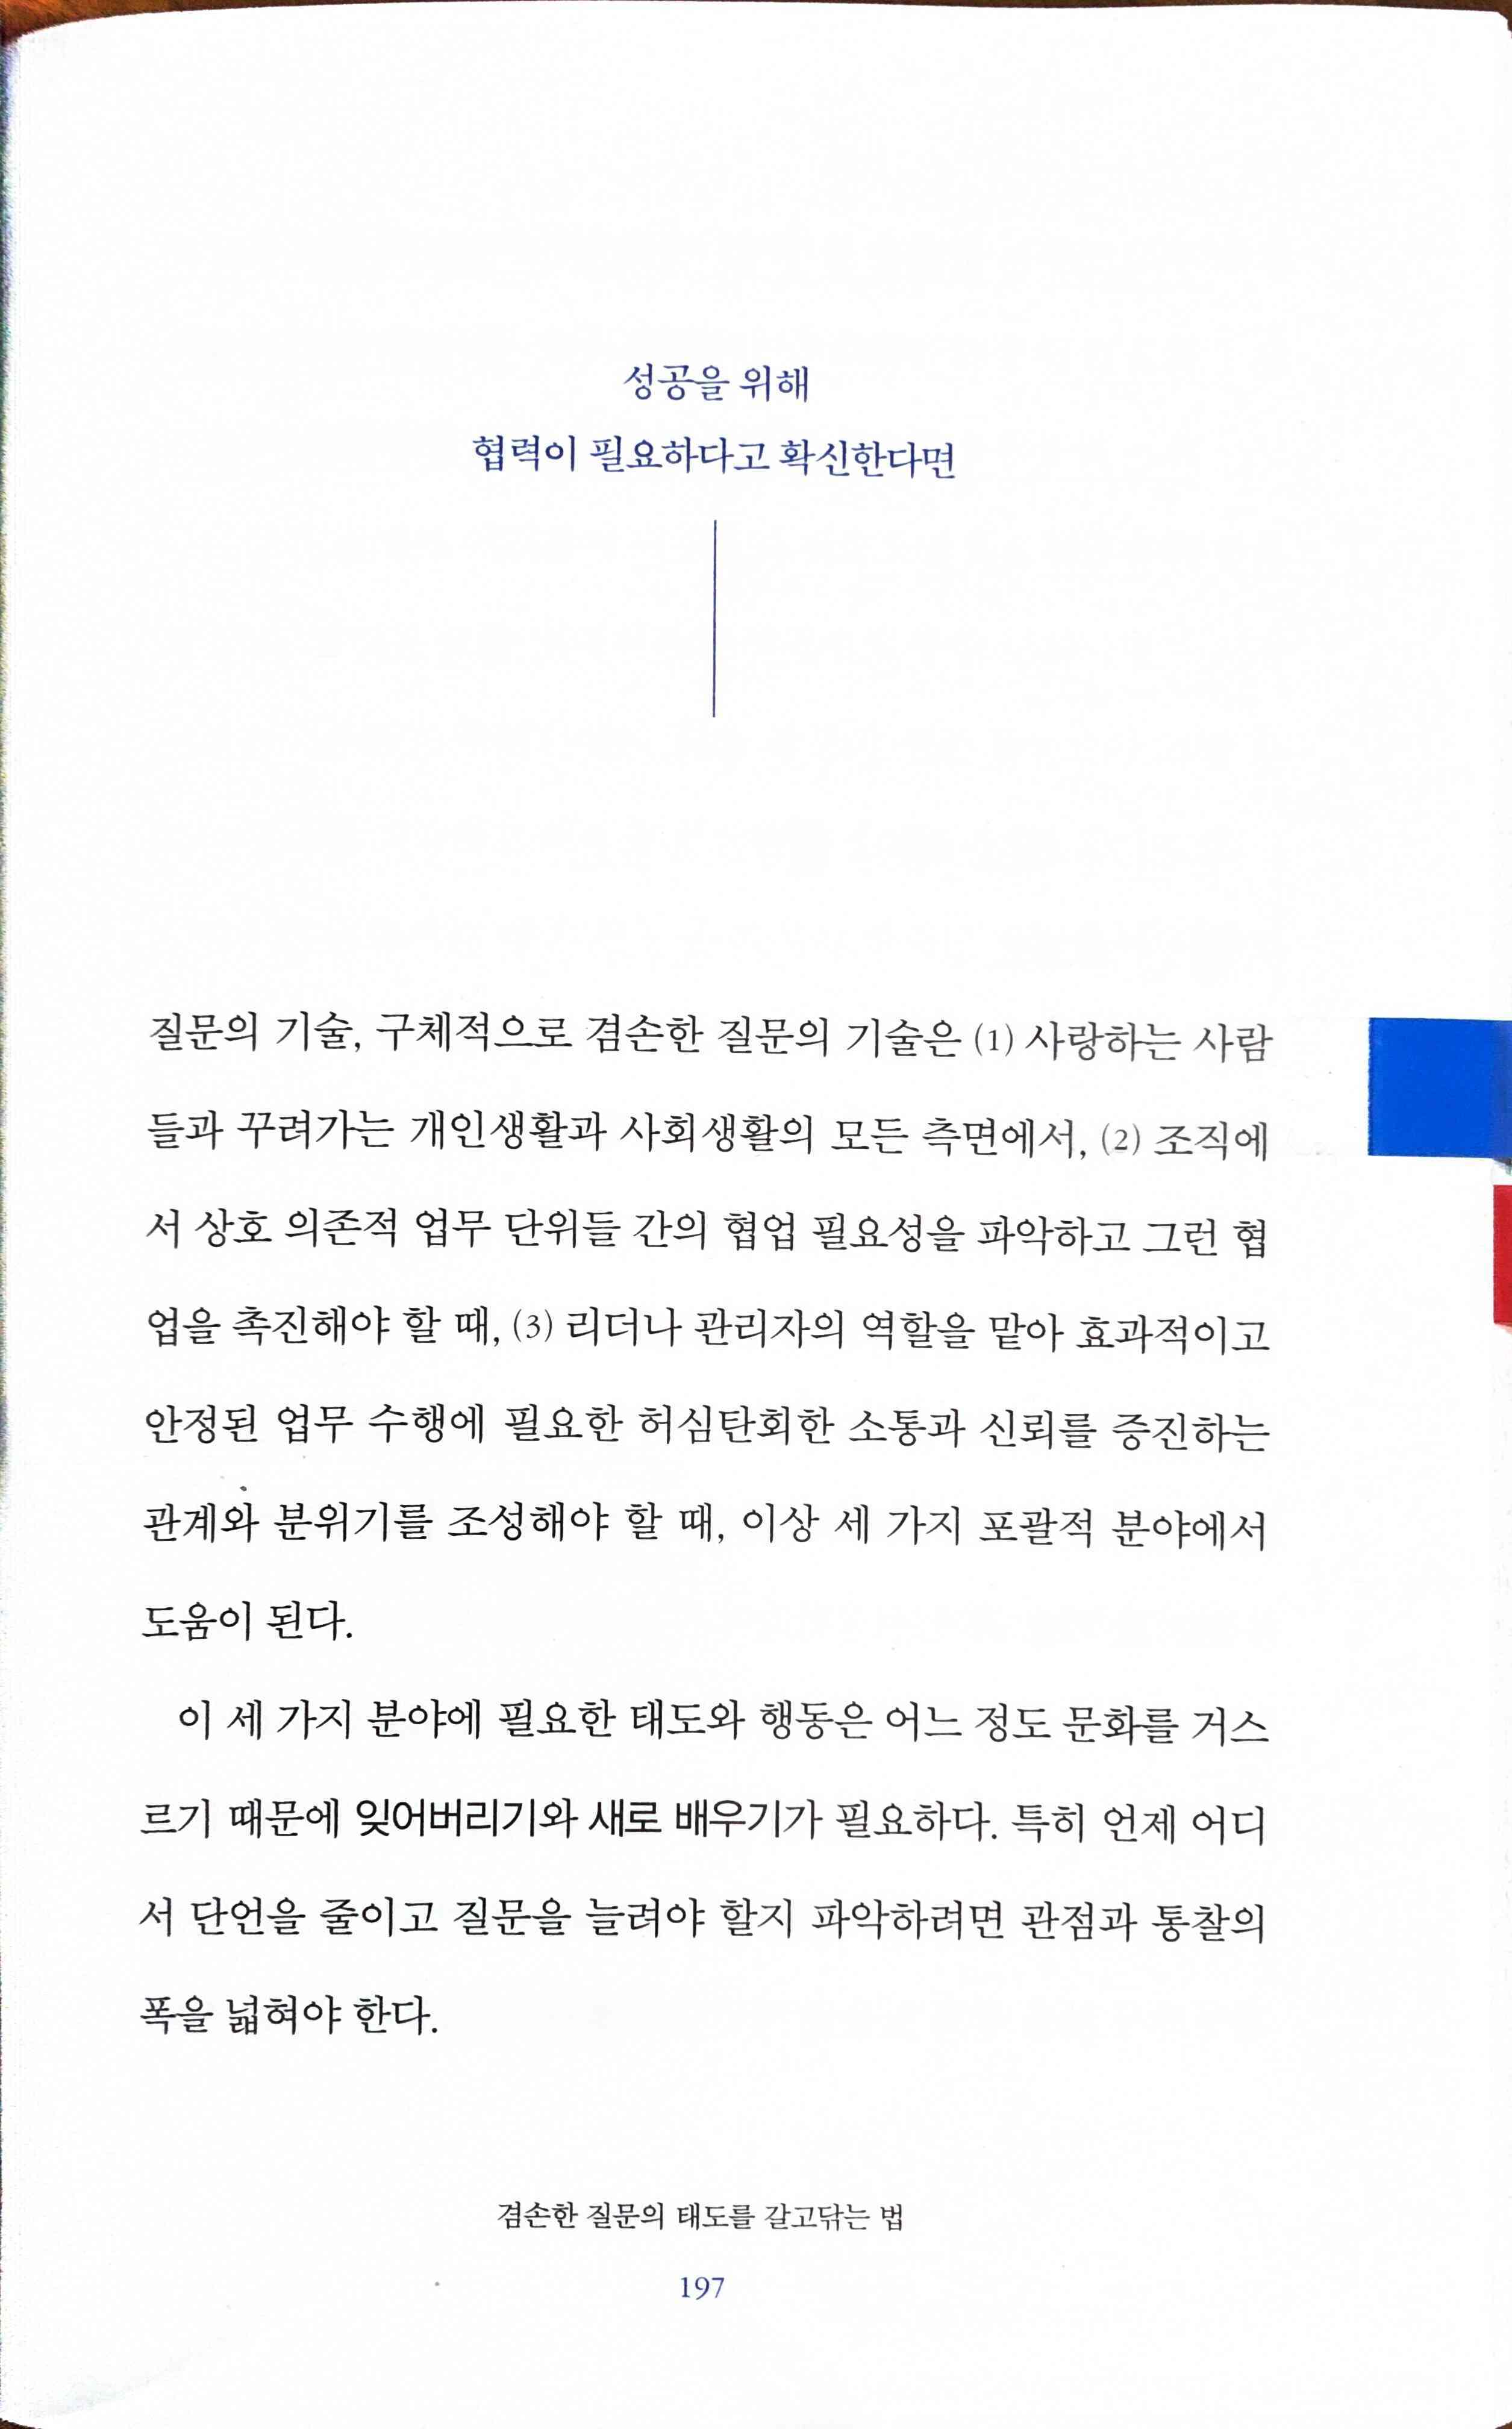 성공을 위해
협력이 필요하다고 확신한다면
질문의 기술, 구체적으로 겸손한 질문의 기술은 (1) 사랑하는 사람
들과 꾸려가는 개인생활과 사회생활의 모든 측면에서, (2) 조직에
서 상호 의존적 업무 단위들 간의 협업 필요성을 파악하고 그런 협
업을 촉진해야 할 때, (3) 리더나 관리자의 역할을 맡아 효과적이고
안정된 업무 수행에 필요한 허심탄회한 소통과 신뢰를 증진하는
관계와 분위기를 조성해야 할 때, 이상 세 가지 포괄적 분야에서
도움이 된다.
이 세 가지 분야에 필요한 태도와 행동은 어느 정도 문화를 거스
르기 때문에 잊어버리기와 새로 배우기가 필요하다. 특히 언제 어디
서 단언을 줄이고 질문을 늘려야 할지 파악하려면 관점과 통찰의
폭을 넓혀야 한다.
겸손한 질문의 태도를 갈고닦는 법
197